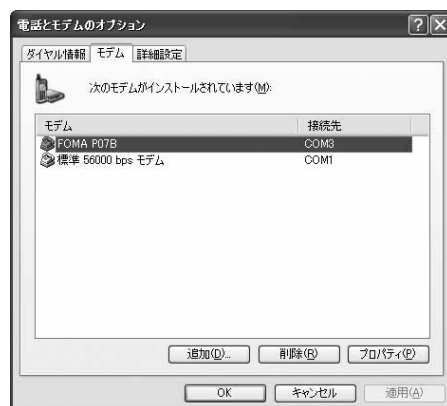 電話とモデムのオプション
ダイヤル情報 モデム 詳細設定
次のモデムがインストールされています(M):
モデム 接続先
FOMA P07B COM3
標準 56000 bps モデム COM1
追加(D)... 削除(R) プロパティ(P)
OK キャンセル 適用(A)